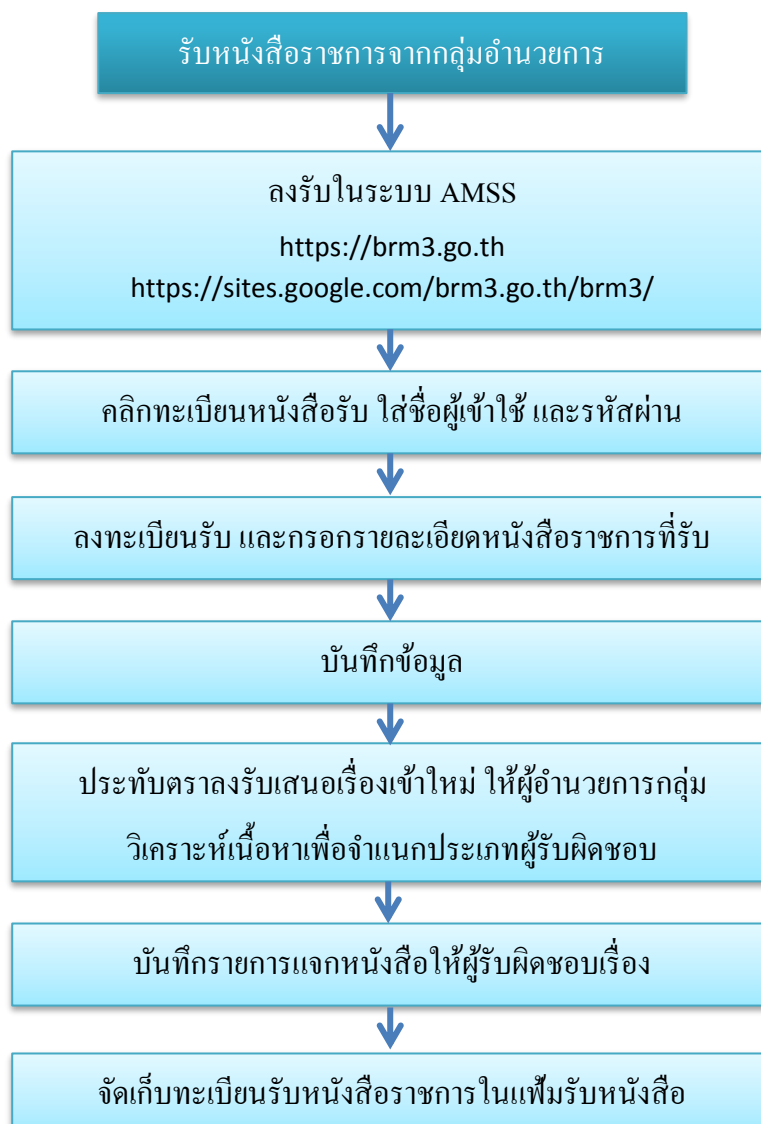 รับหนังสือราชการจากกลุ่มอำนวยการ
ลงรับในระบบ AMSS
https://brm3.go.th
https://sites.google.com/brm3.go.th/brm3/
คลิกทะเบียนหนังสือรับ ใส่ชื่อผู้เข้าใช้ และรหัสผ่าน
ลงทะเบียนรับ และกรอกรายละเอียดหนังสือราชการที่รับ
บันทึกข้อมูล
ประทับตราลงรับเสนอเรื่องเข้าใหม่ ให้ผู้อำนวยการกลุ่ม
วิเคราะห์เนื้อหาเพื่อจำแนกประเภทผู้รับผิดชอบ
บันทึกรายการแจกหนังสือให้ผู้รับผิดชอบเรื่อง
จัดเก็บทะเบียนรับหนังสือราชการในแฟ้มรับหนังสือ